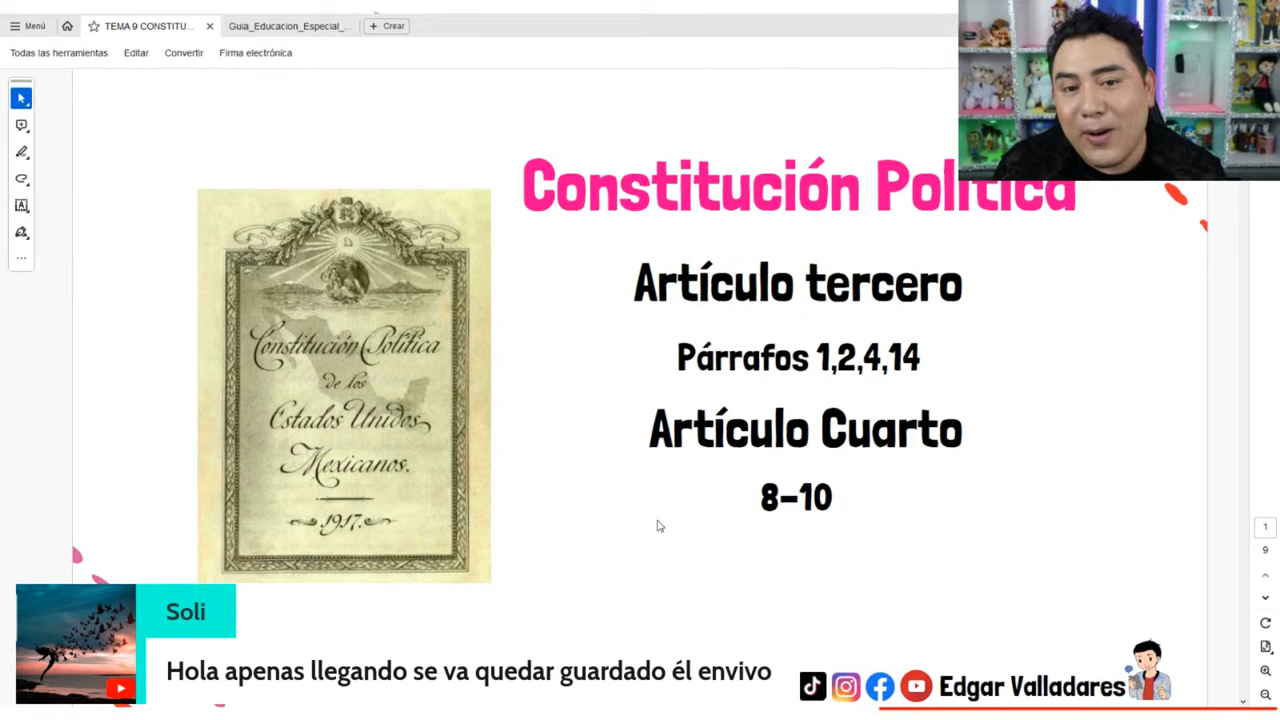 Menú
TEMA 9 CONSTITU...
Guia_Educacion_Especial_...
Crear
Todas las herramientas
Editar
Convertir
Firma electrónica
Constitución Política
Artículo tercero
Párrafos 1,2,4,14
Artículo Cuarto
8-10
Constitución Política
de los
Estados Unidos
Mexicanos.
1917.
1
9
Soli
Hola apenas llegando se va quedar guardado él envivo
Edgar Valladares